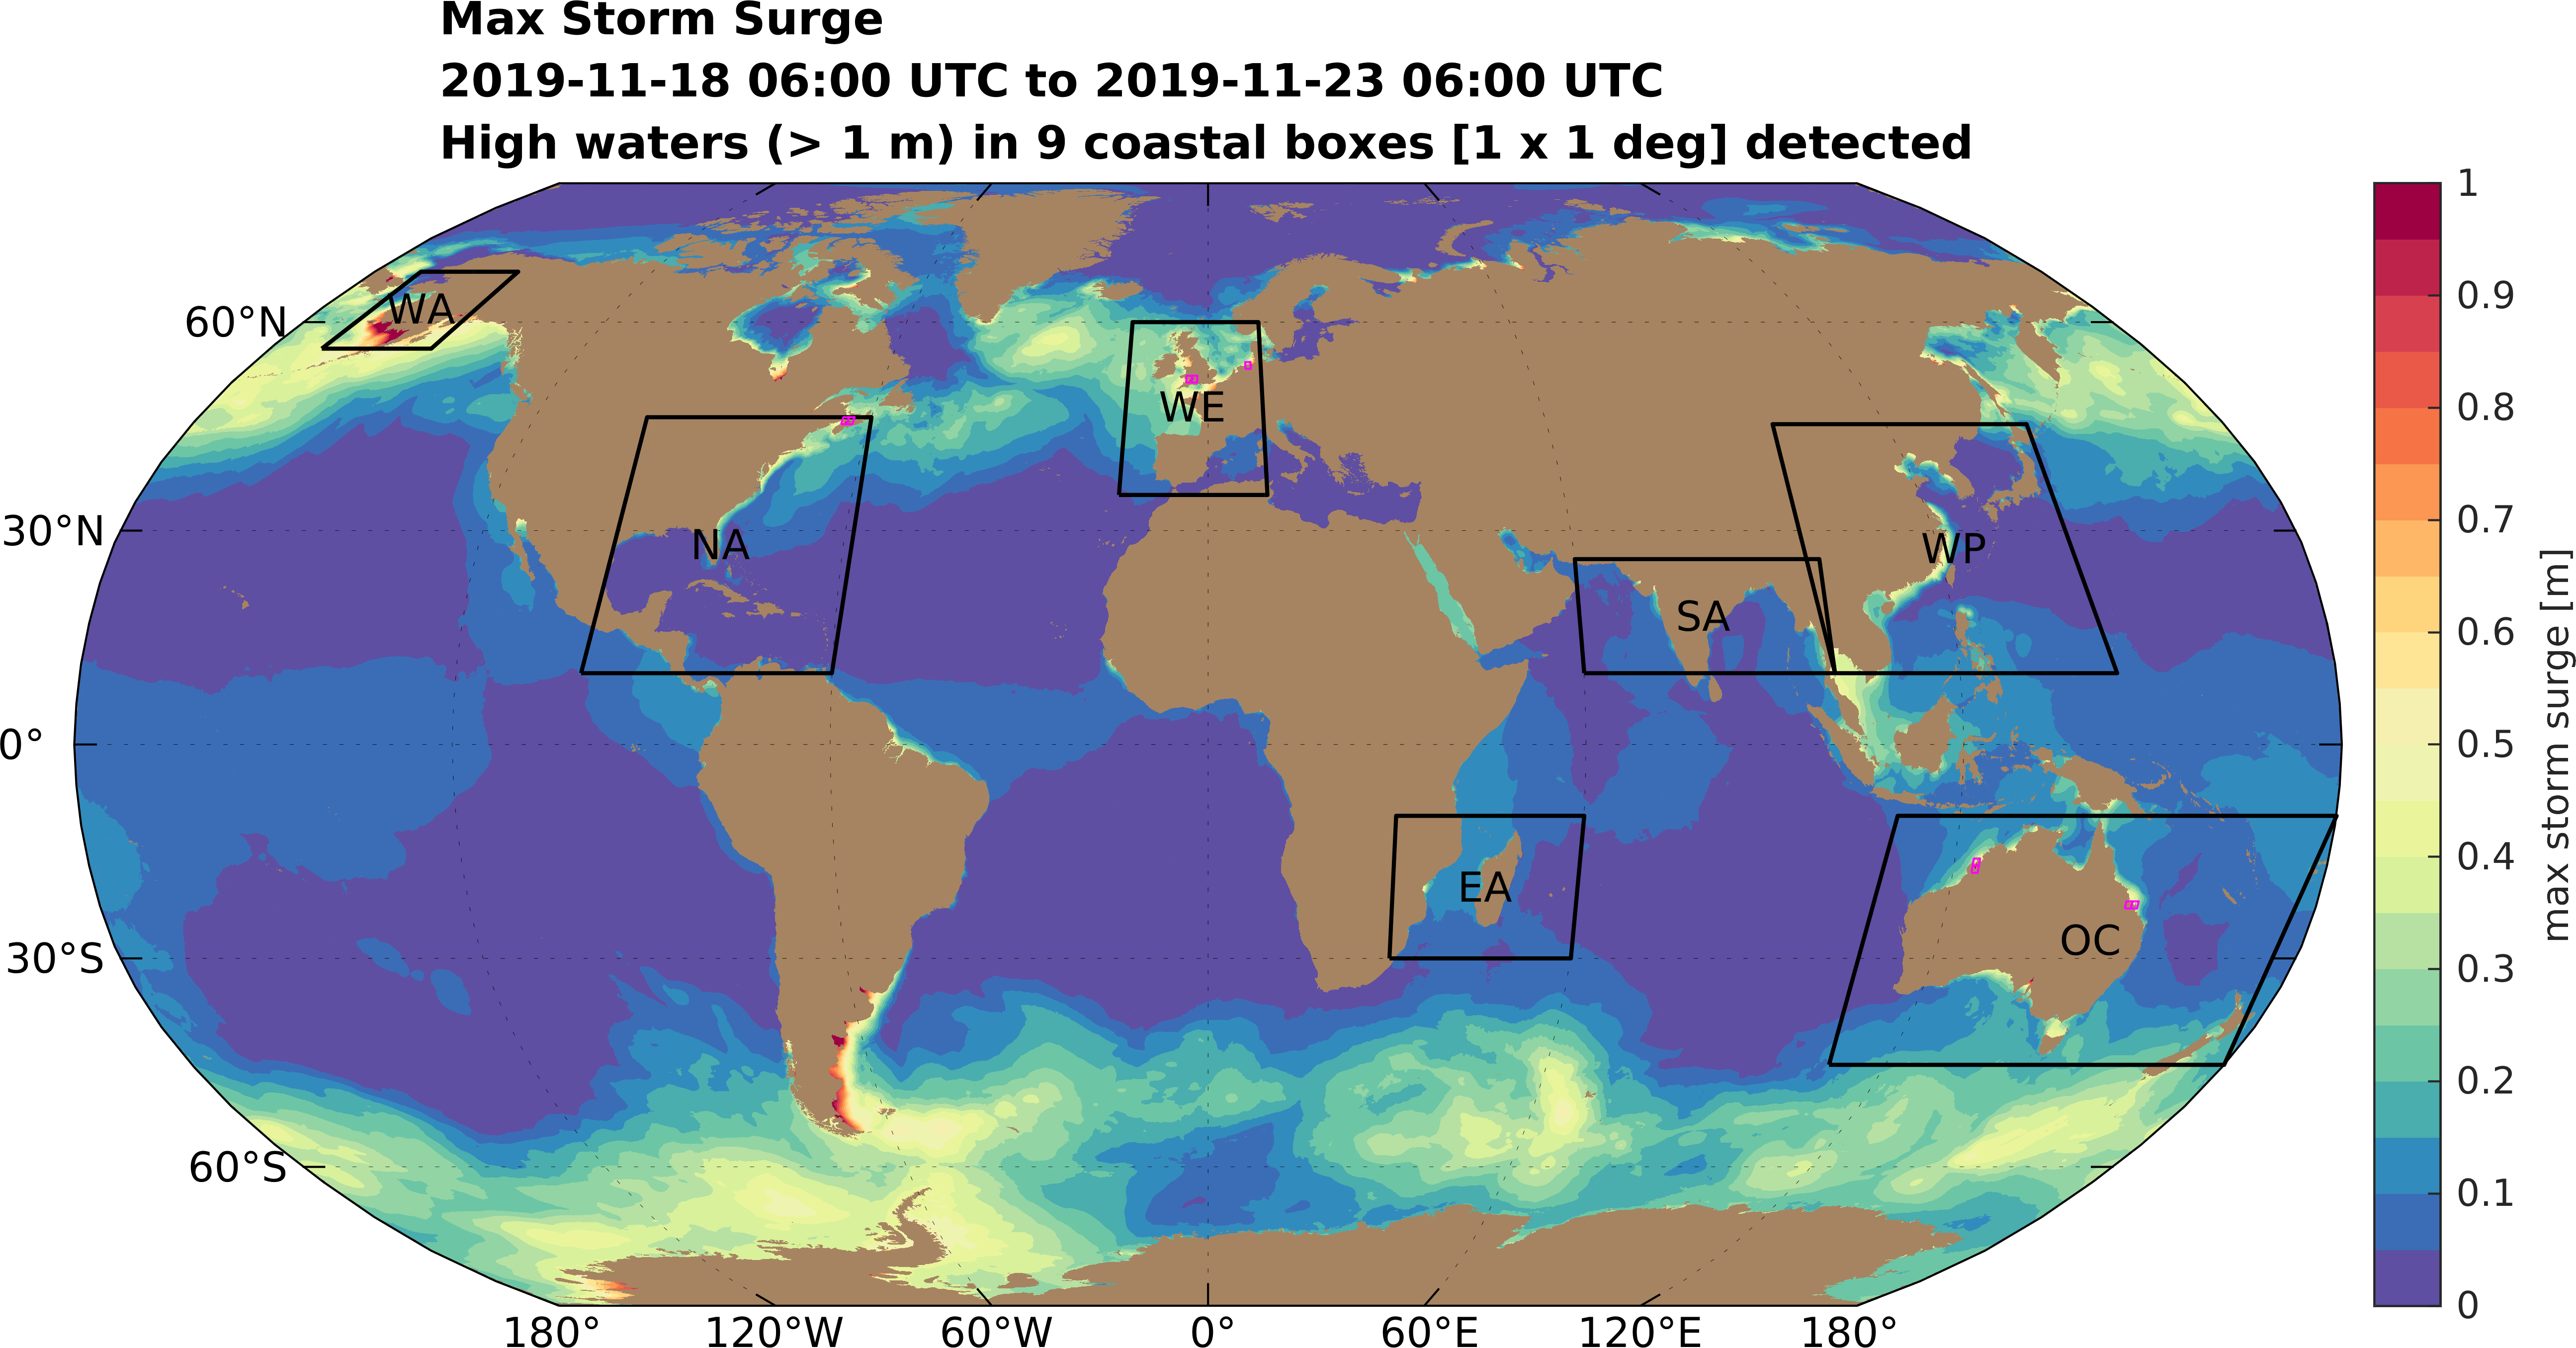 Max Storm Surge
2019-11-18 06:00 UTC to 2019-11-23 06:00 UTC
High waters (> 1 m) in 9 coastal boxes [1 x 1 deg] detected
60°N
30°N
0°
30°S
60°S
WA
WE
NA
WP
SA
EA
OC
180°
120°W
60°W
0°
60°E
120°E
180°
1
0.9
0.8
0.7
0.6
0.5
0.4
0.3
0.2
0.1
0
max storm surge [m]